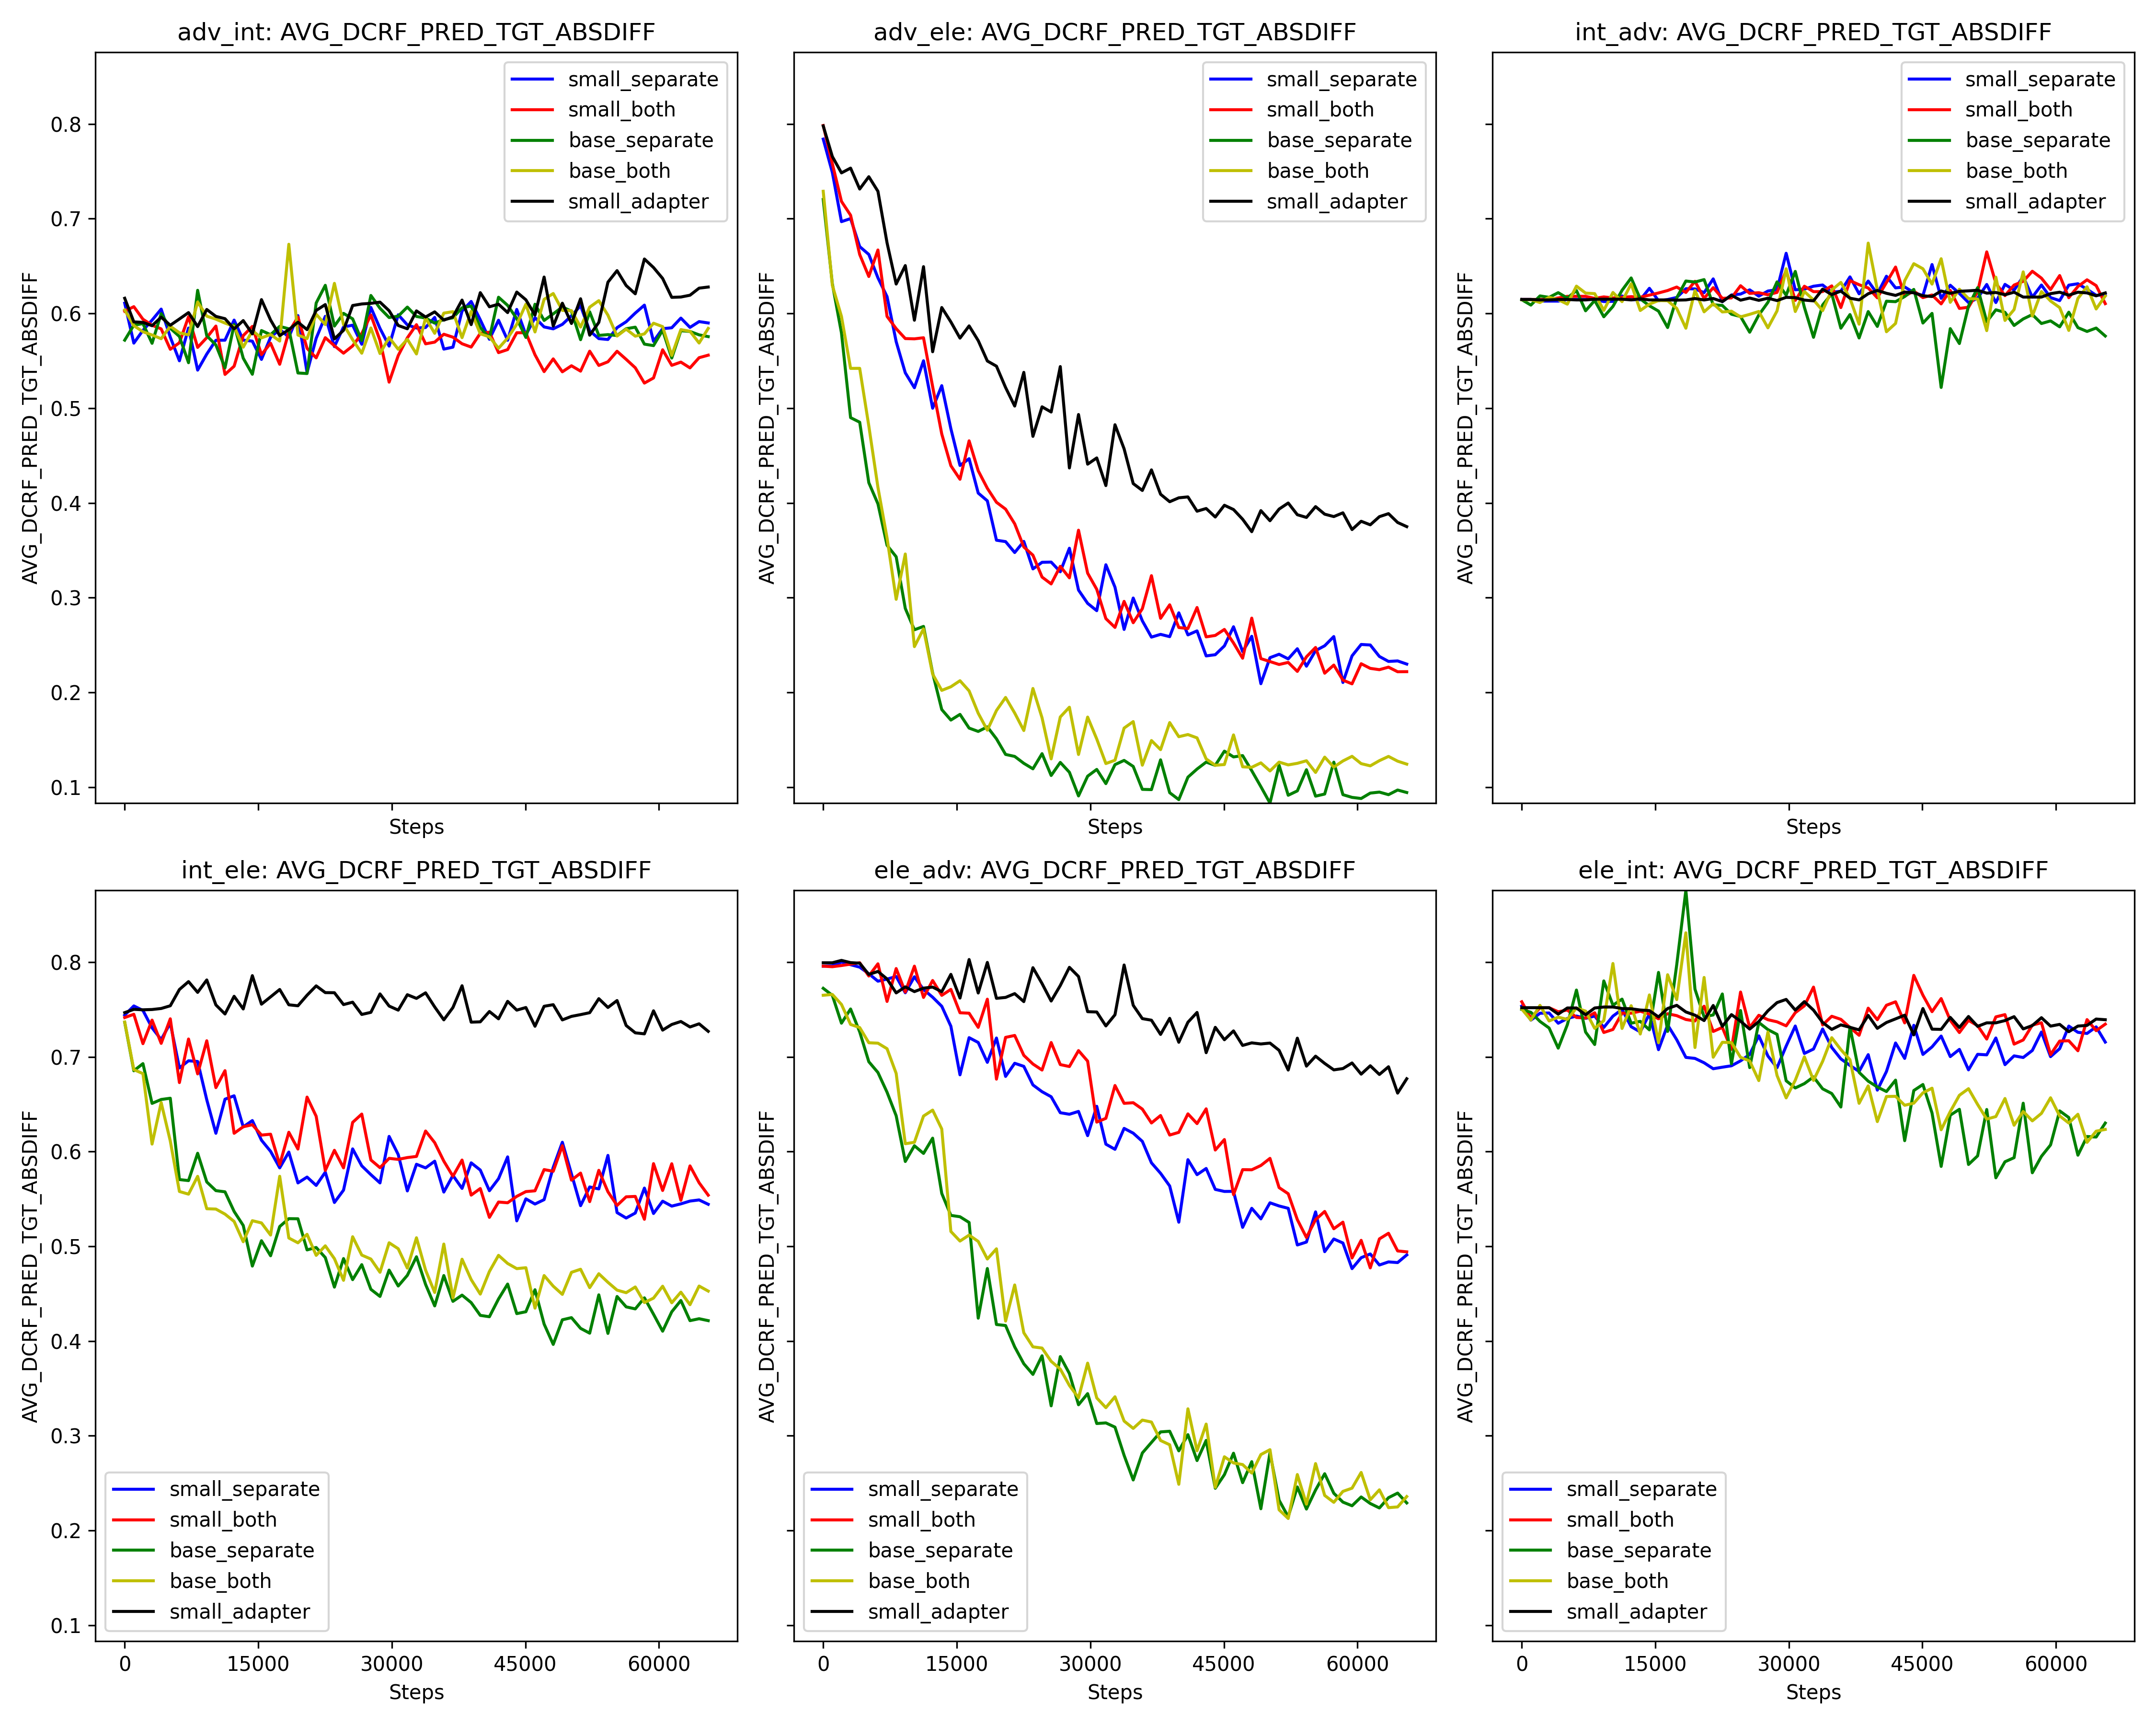 adv_int: AVG_DCRF_PRED_TGT_ABSDIFF
AVG_DCRF_PRED_TGT_ABSDIFF
0.8
0.7
0.6
0.5
0.4
0.3
0.2
0.1
small_separate
small_both
base_separate
base_both
small_adapter
Steps
adv_ele: AVG_DCRF_PRED_TGT_ABSDIFF
AVG_DCRF_PRED_TGT_ABSDIFF
small_separate
small_both
base_separate
base_both
small_adapter
Steps
int_adv: AVG_DCRF_PRED_TGT_ABSDIFF
AVG_DCRF_PRED_TGT_ABSDIFF
small_separate
small_both
base_separate
base_both
small_adapter
Steps
int_ele: AVG_DCRF_PRED_TGT_ABSDIFF
AVG_DCRF_PRED_TGT_ABSDIFF
0.8
0.7
0.6
0.5
0.4
0.3
0.2
0.1
small_separate
small_both
base_separate
base_both
small_adapter
0 15000 30000 45000 60000
Steps
ele_adv: AVG_DCRF_PRED_TGT_ABSDIFF
AVG_DCRF_PRED_TGT_ABSDIFF
small_separate
small_both
base_separate
base_both
small_adapter
0 15000 30000 45000 60000
Steps
ele_int: AVG_DCRF_PRED_TGT_ABSDIFF
AVG_DCRF_PRED_TGT_ABSDIFF
small_separate
small_both
base_separate
base_both
small_adapter
0 15000 30000 45000 60000
Steps